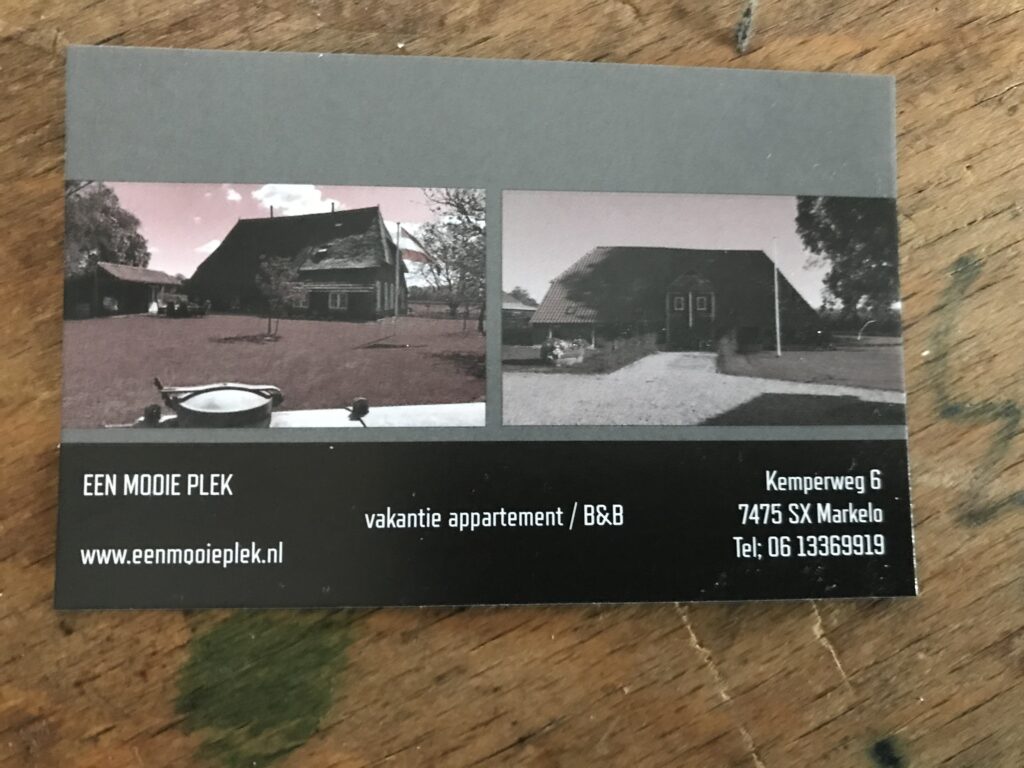 EEN MOOIE PLEK
www.eenmooieplek.nl
vakantie appartement / B&B
Kemperweg 6
7475 SX Markelo
Tel; 06 13369919